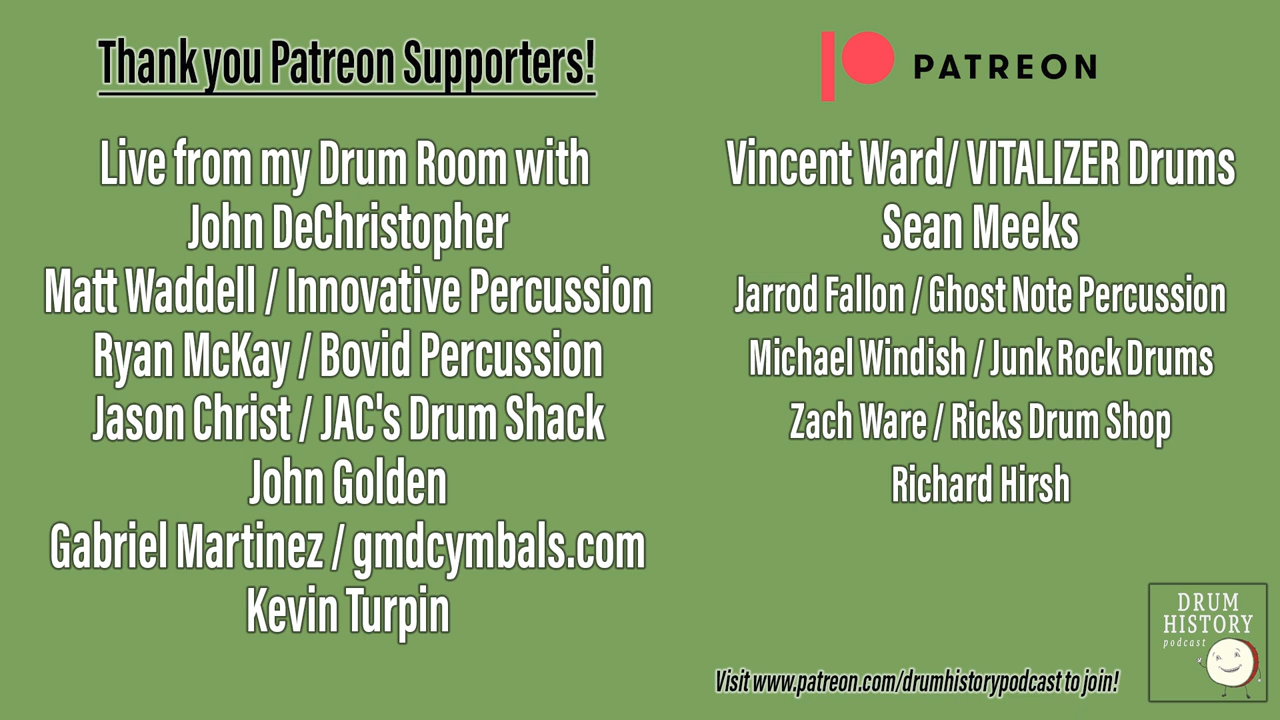 Thank you Patreon Supporters!
Live from my Drum Room with
John DeChristopher
Matt Waddell / Innovative Percussion
Ryan McKay / Bovid Percussion
Jason Christ / JAC's Drum Shack
John Golden
Gabriel Martinez / gmdcymbals.com
Kevin Turpin
PATREON
Vincent Ward/ VITALIZER Drums
Sean Meeks
Jarrod Fallon / Ghost Note Percussion
Michael Windish / Junk Rock Drums
Zach Ware / Ricks Drum Shop
Richard Hirsh
DRUM
HISTORY
podcast
Visit www.patreon.com/drumhistorypodcast to join!